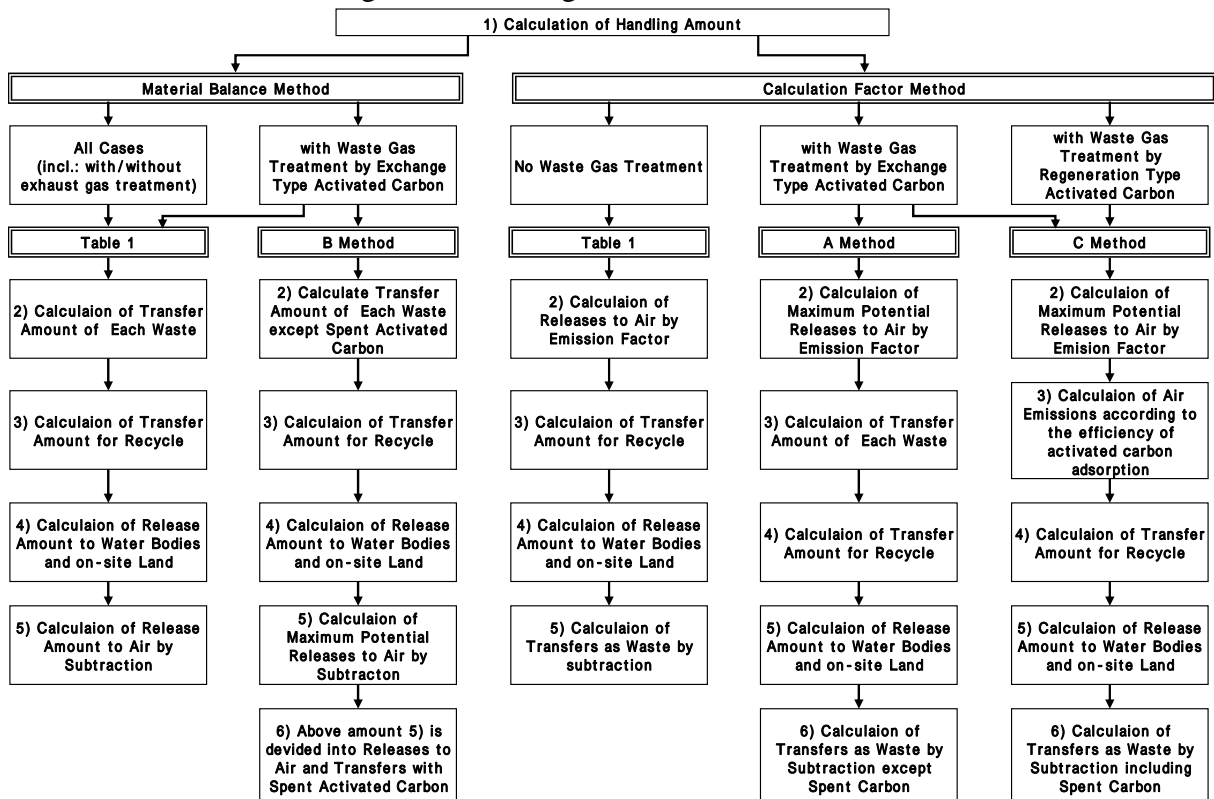 1) Calculation of Handling Amount
Material Balance Method
Calculation Factor Method
All Cases
(incl.: with/without
exhaust gas treatment)
with Waste Gas
Treatment by Exchange
Type Activated Carbon
No Waste Gas Treatment
with Waste Gas
Treatment by Exchange
Type Activated Carbon
with Waste Gas
Treatment by
Regeneration Type
Activated Carbon
Table 1
B Method
Table 1
A Method
C Method
2) Calculaion of Transfer
Amount of Each Waste
2) Calculate Transfer
Amount of Each Waste
except Spent Activated
Carbon
2) Calculaion of
Releases to Air by
Emission Factor
2) Calculaion of
Maximum Potential
Releases to Air by
Emission Factor
2) Calculaion of
Maximum Potential
Releases to Air by
Emision Factor
3) Calculaion of Transfer
Amount for Recycle
3) Calculaion of Transfer
Amount for Recycle
3) Calculaion of Transfer
Amount for Recycle
3) Calculaion of Transfer
Amount of Each Waste
3) Calculaion of Air
Emissions according to
the efficiency of
activated carbon
adsorption
4) Calculaion of Release
Amount to Water Bodies
and on-site Land
4) Calculaion of Release
Amount to Water Bodies
and on-site Land
4) Calculaion of Release
Amount to Water Bodies
and on-site Land
4) Calculaion of Transfer
Amount for Recycle
4) Calculaion of Transfer
Amount for Recycle
5) Calculaion of Release
Amount to Air by
Subtraction
5) Calculaion of
Maximum Potential
Releases to Air by
Subtracton
5) Calculaion of
Transfers as Waste by
subtraction
5) Calculaion of Release
Amount to Water Bodies
and on-site Land
5) Calculaion of Release
Amount to Water Bodies
and on-site Land
6) Above amount 5) is
devided into Releases to
Air and Transfers with
Spent Activated Carbon
6) Calculaion of
Transfers as Waste by
Subtraction except
Spent Carbon
6) Calculaion of
Transfers as Waste by
Subtraction including
Spent Carbon